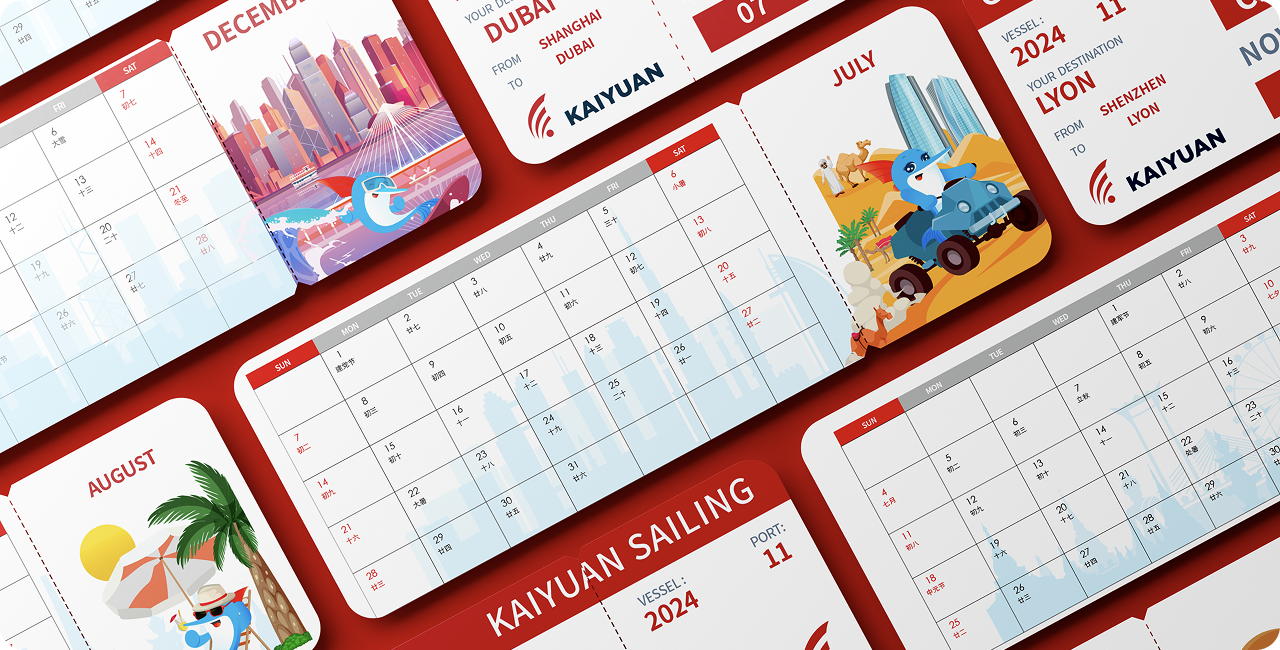 29
廿四
DECEMBE
FRI
SAT
6
大雪
7
初七
12
十二
13
十三
14
十四
19
十九
20
二十
21
冬至
26
廿六
27
廿七
28
廿八
YOUR DE
DUBAI
FROM
SHANGHAI
TO
DUBAI
KAIYUAN
07
VESSEL:
2024
11
YOUR DESTINATION
LYON
FROM
SHENZHEN
TO
LYON
KAIYUAN
NOV
JULY
SUN
MON
TUE
WED
THU
FRI
SAT
1
建党节
2
廿七
3
廿八
4
廿九
5
三十
6
小暑
7
初二
8
初三
9
初四
10
初五
11
初六
12
初七
13
初八
14
初九
15
初十
16
十一
17
十二
18
十三
19
十四
20
十五
21
十六
22
大暑
23
十八
24
十九
25
二十
26
廿一
27
廿二
28
廿三
29
廿四
30
廿五
31
廿六
AUGUST
KAIYUAN SAILING
VESSEL:
2024
PORT:
11
SUN
MON
TUE
WED
THU
FRI
SAT
1
建军节
2
廿八
3
廿九
4
七月
5
初二
6
初三
7
立秋
8
初五
9
初六
10
七夕
11
初八
12
初九
13
初十
14
十一
15
十二
16
十三
18
中元节
19
十六
20
十七
21
十八
22
处暑
23
二十
25
廿二
26
廿三
27
廿四
28
廿五
29
廿六
30